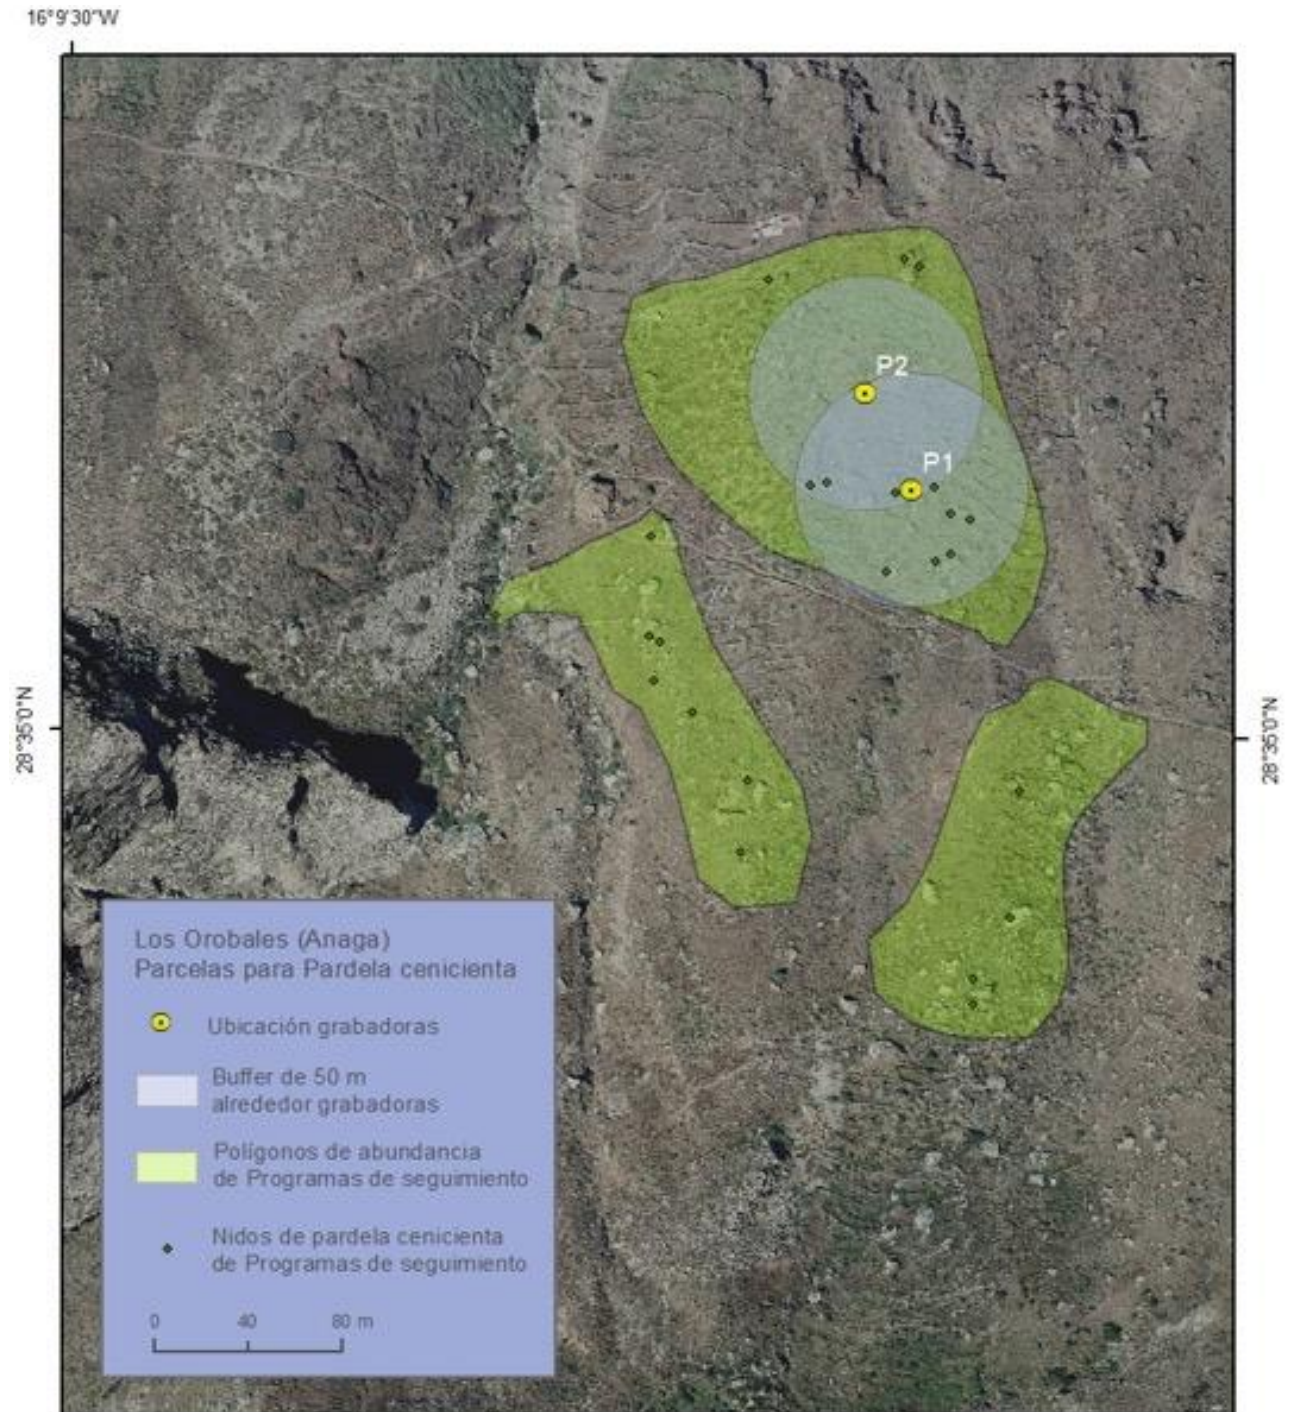 16°9'30"W
P2
P1
28°35'0"N
28°35'0"N
Los Orobales (Anaga)
Parcelas para Pardela cenicienta
Ubicación grabadoras
Buffer de 50 m
alrededor grabadoras
Polígonos de abundancia
de Programas de seguimiento
Nidos de pardela cenicienta
de Programas de seguimiento
0 40 80 m